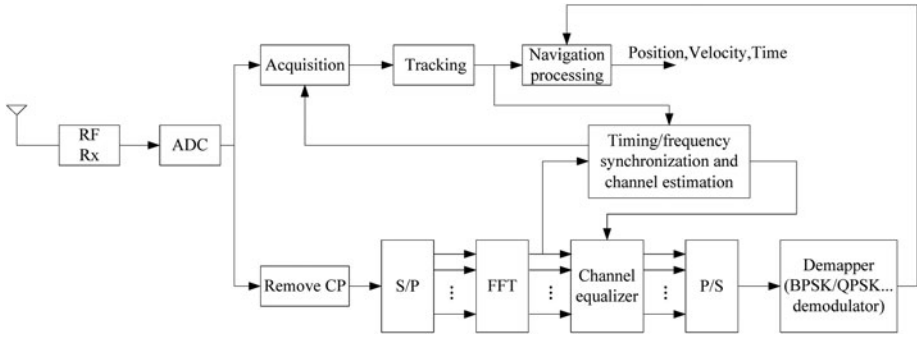 RF
Rx
ADC
Acquisition
Tracking
Navigation
processing
Position,Velocity,Time
Timing/frequency
synchronization and
channel estimation
Remove CP
S/P
FFT
Channel
equalizer
P/S
Demapper
(BPSK/QPSK...
demodulator)